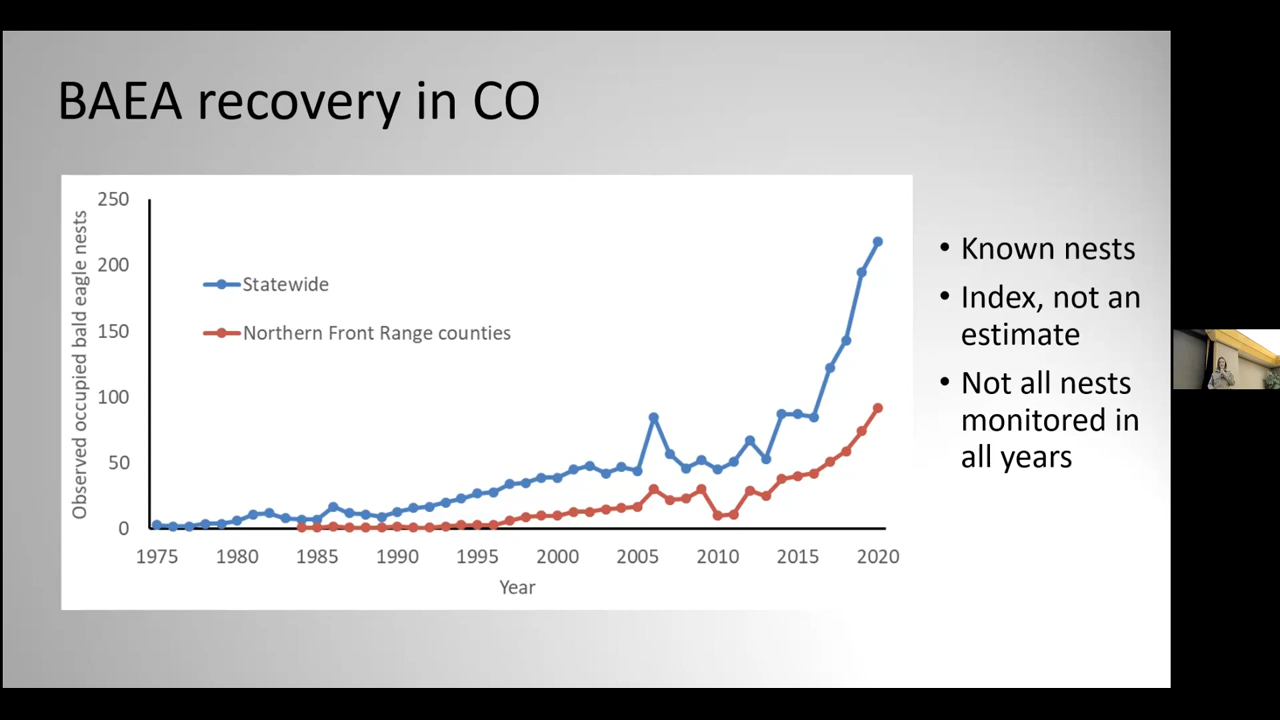 BAEA recovery in CO
Observed occupied bald eagle nests
250
200
150
100
50
0
Statewide
Northern Front Range counties
1975 1980 1985 1990 1995 2000 2005 2010 2015 2020
Year
• Known nests
• Index, not an
estimate
• Not all nests
monitored in
all years